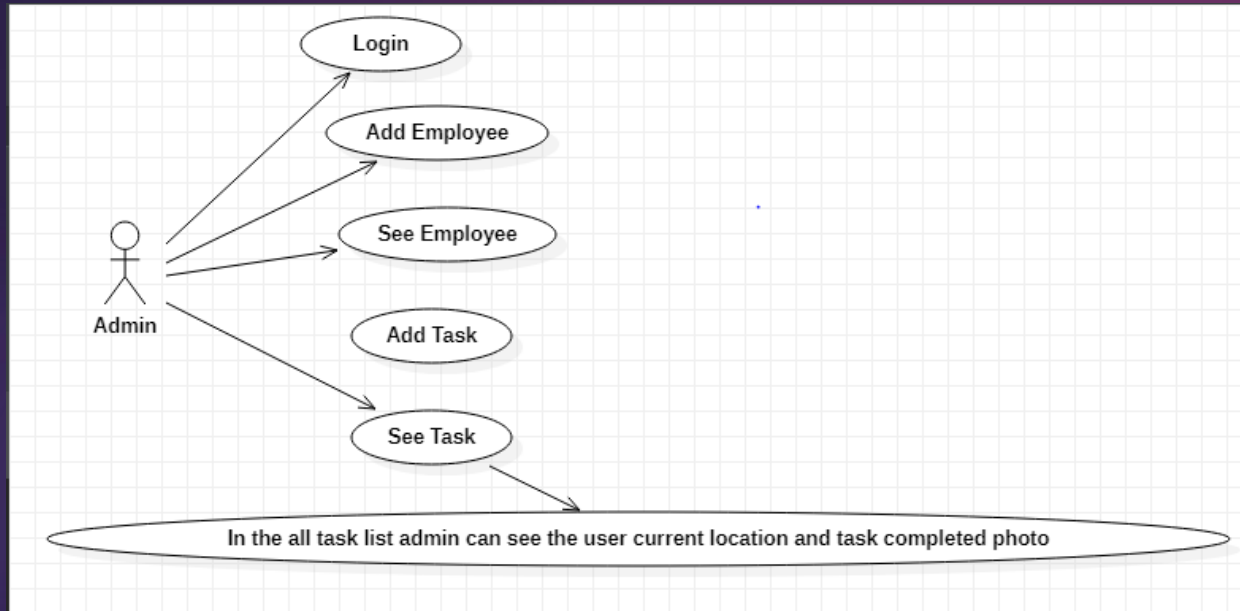 Login
Add Employee
See Employee
Admin
Add Task
See Task
In the all task list admin can see the user current location and task completed photo